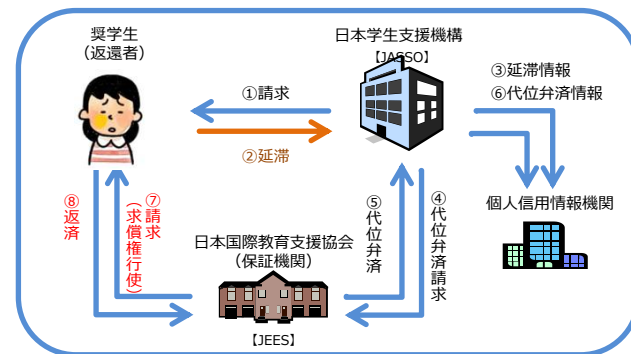 奨学生
（返還者）
日本学生支援機構
【JASSO】
①請求
②延滞
③延滞情報
⑥代位弁済情報
個人信用情報機関
⑧返済
⑦請求
（求償権行使）
日本国際教育支援協会
（保証機関）
⑤代位弁済
④代位弁済請求
【JEES】